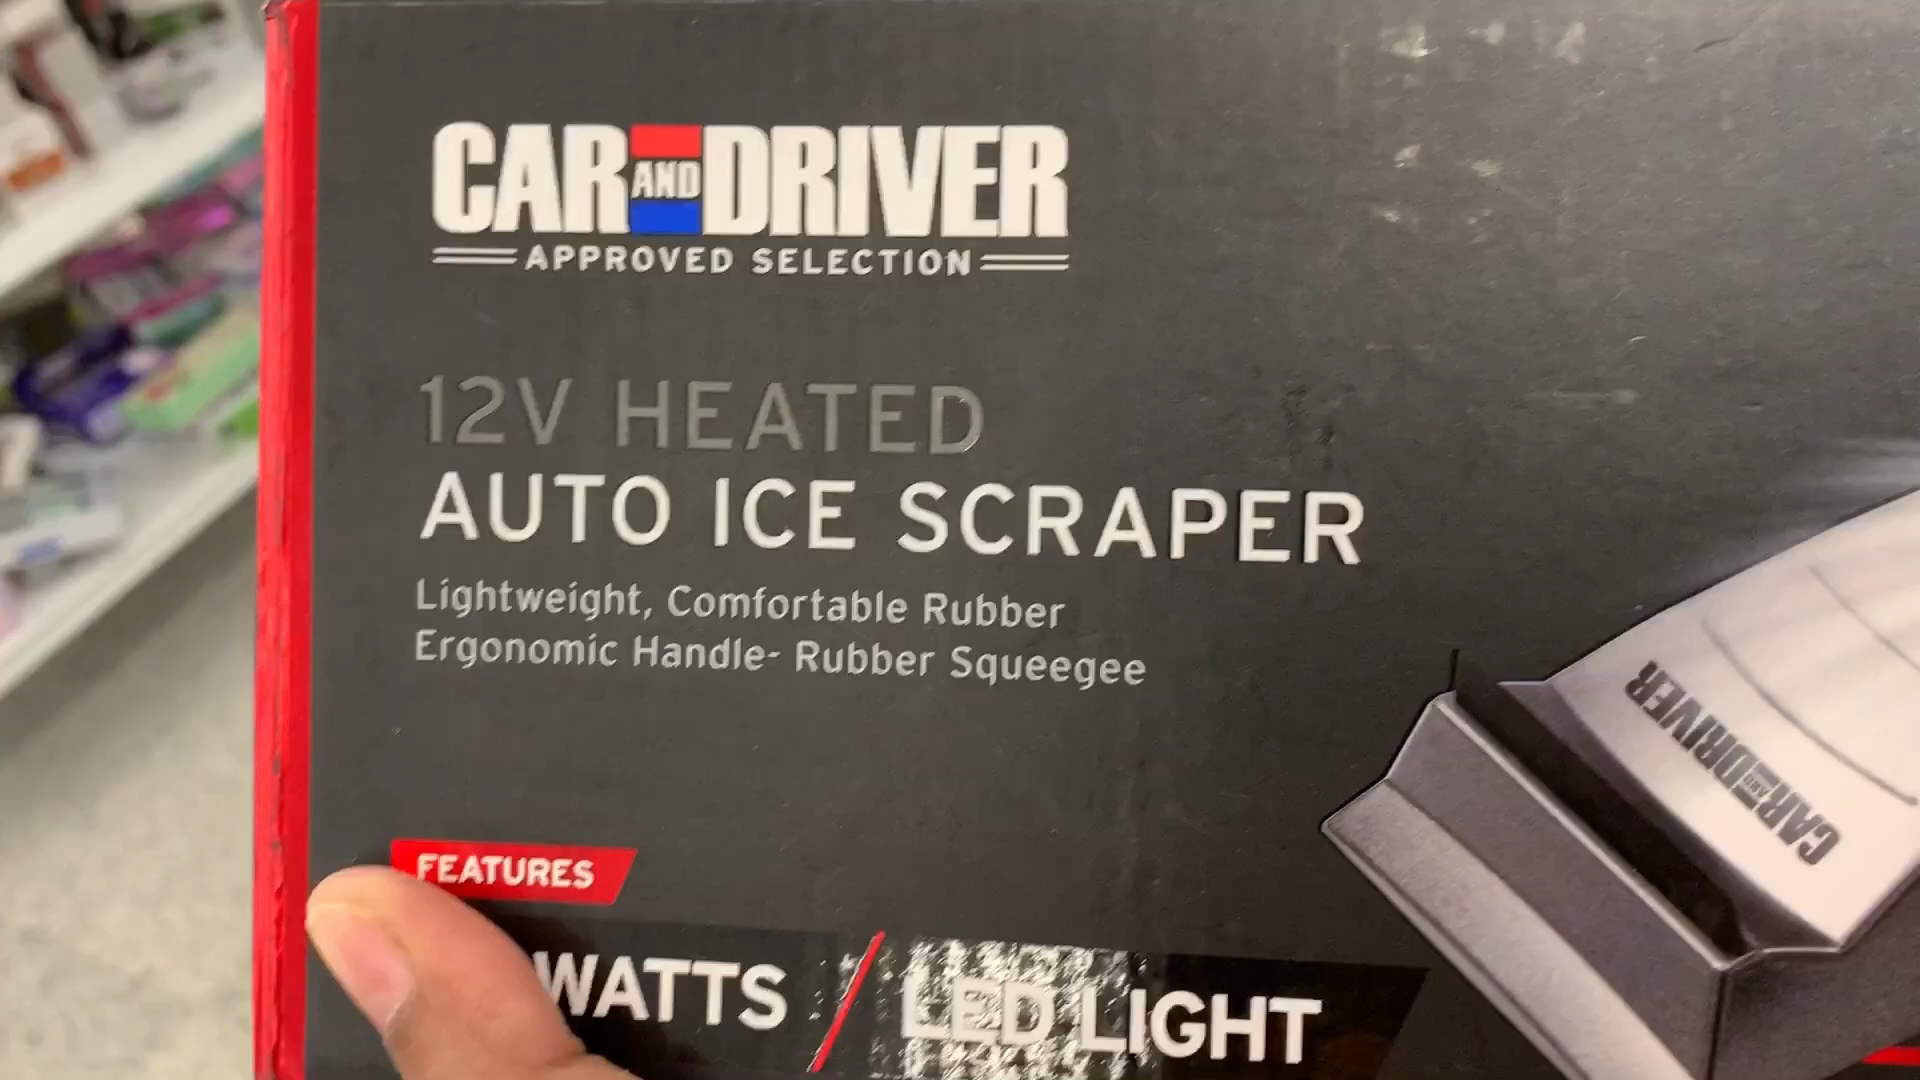 CAR AND DRIVER
APPROVED SELECTION
12V HEATED
AUTO ICE SCRAPER
Lightweight, Comfortable Rubber
Ergonomic Handle- Rubber Squeegee
CAR AND DRIVER
FEATURES
WATTS / LED LIGHT